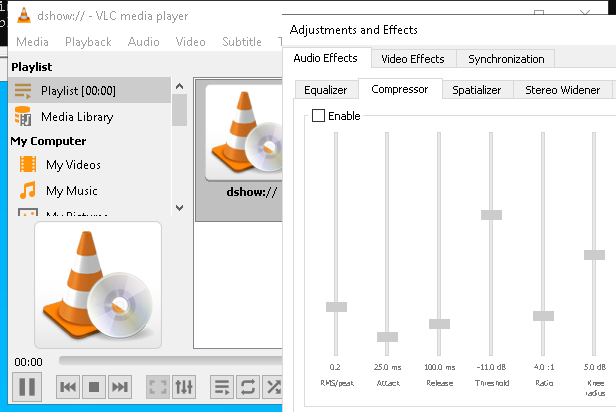 dshow:// - VLC media player
Media Playback Audio Video Subtitle
Playlist
Playlist [00:00]
Media Library
My Computer
My Videos
My Music
My Pictures
dshow://
00:00
Adjustments and Effects
Audio Effects Video Effects Synchronization
Equalizer Compressor Spatializer Stereo Widener
Enable
0.2 25.0 ms 100.0 ms -11.0 dB 4.0 :1 5.0 dB
RMS/peak Attack Release Threshold Ratio Knee
radius